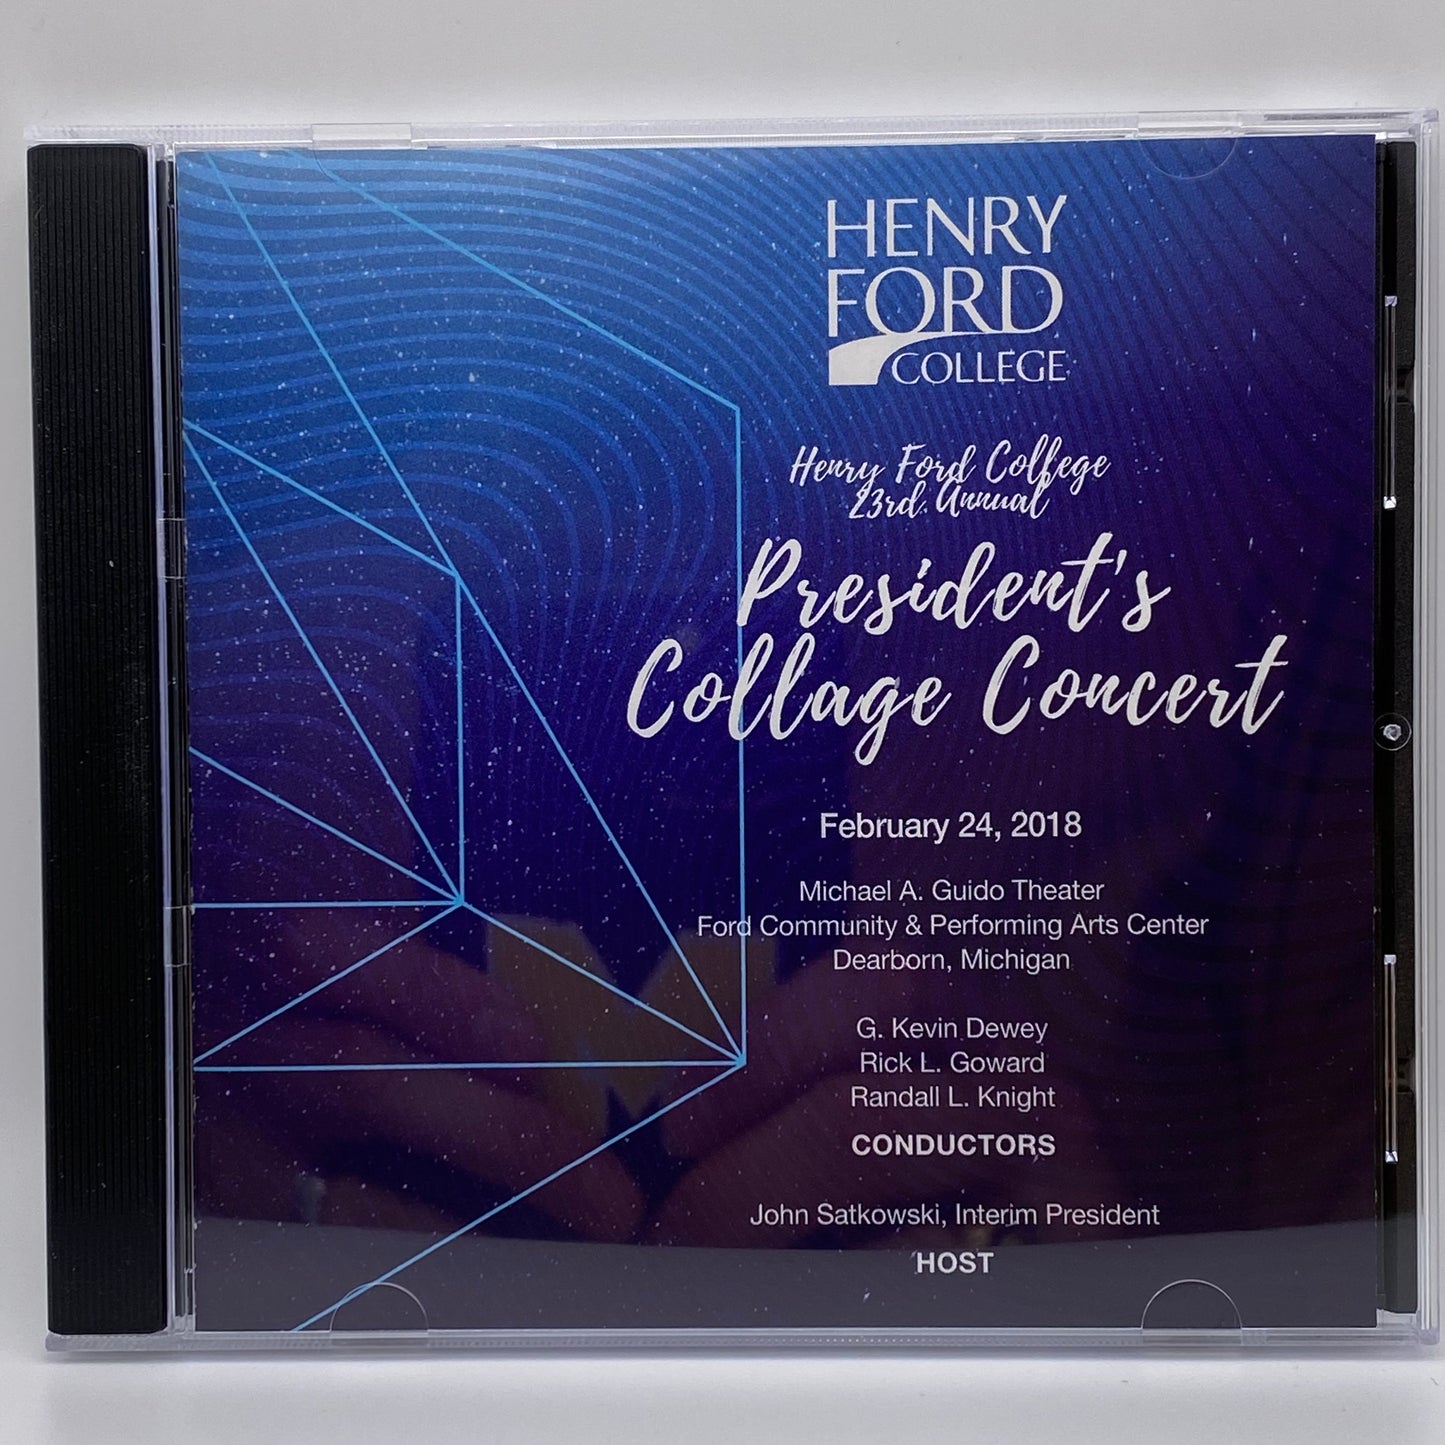 HENRY
FORD
COLLEGE
Henry Ford College
23rd Annual
President's
Collage Concert
February 24, 2018
Michael A. Guido Theater
Ford Community & Performing Arts Center
Dearborn, Michigan
G. Kevin Dewey
Rick L. Goward
Randall L. Knight
CONDUCTORS
John Satkowski, Interim President
HOST